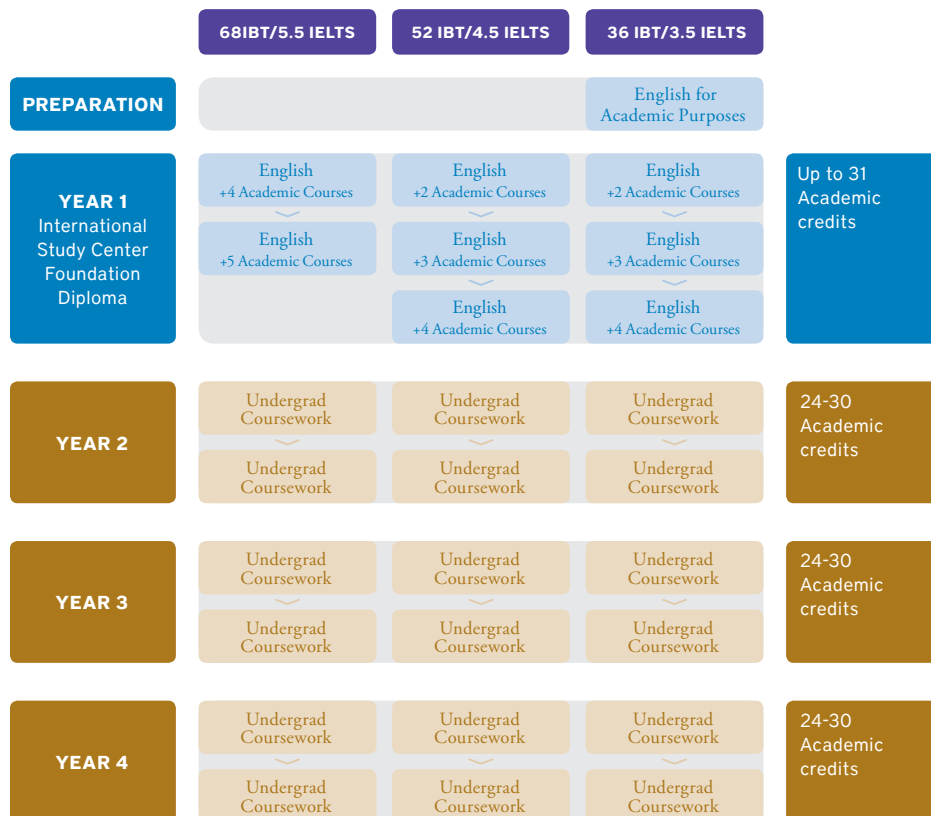 68IBT/5.5 IELTS
52 IBT/4.5 IELTS
36 IBT/3.5 IELTS
PREPARATION
English for
Academic Purposes
YEAR 1
International
Study Center
Foundation
Diploma
English
+4 Academic Courses
English
+2 Academic Courses
English
+2 Academic Courses
English
+5 Academic Courses
English
+3 Academic Courses
English
+3 Academic Courses
English
+4 Academic Courses
English
+4 Academic Courses
Up to 31
Academic
credits
YEAR 2
Undergrad
Coursework
Undergrad
Coursework
Undergrad
Coursework
Undergrad
Coursework
Undergrad
Coursework
Undergrad
Coursework
24-30
Academic
credits
YEAR 3
Undergrad
Coursework
Undergrad
Coursework
Undergrad
Coursework
Undergrad
Coursework
Undergrad
Coursework
Undergrad
Coursework
24-30
Academic
credits
YEAR 4
Undergrad
Coursework
Undergrad
Coursework
Undergrad
Coursework
Undergrad
Coursework
Undergrad
Coursework
Undergrad
Coursework
24-30
Academic
credits